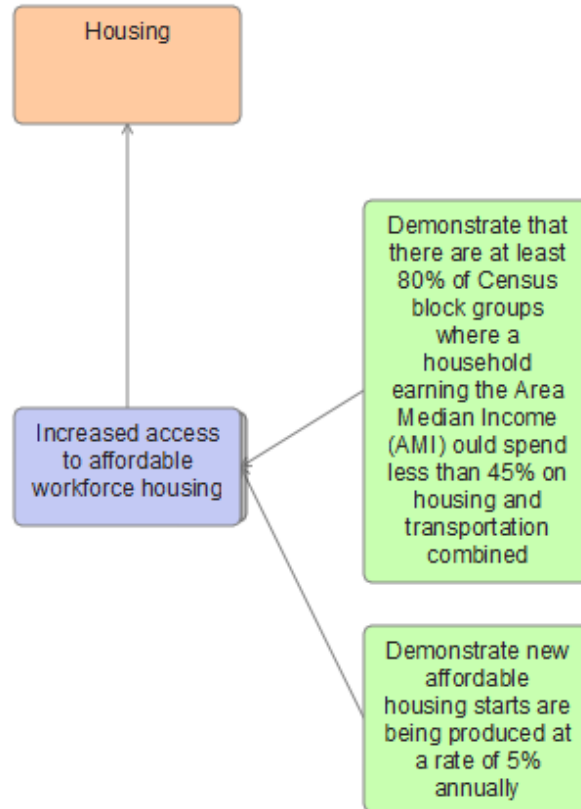 Housing
Increased access
to affordable
workforce housing
Demonstrate that
there are at least
80% of Census
block groups
where a
household
earning the Area
Median Income
(AMI) ould spend
less than 45% on
housing and
transportation
combined
Demonstrate new
affordable
housing starts are
being produced at
a rate of 5%
annually